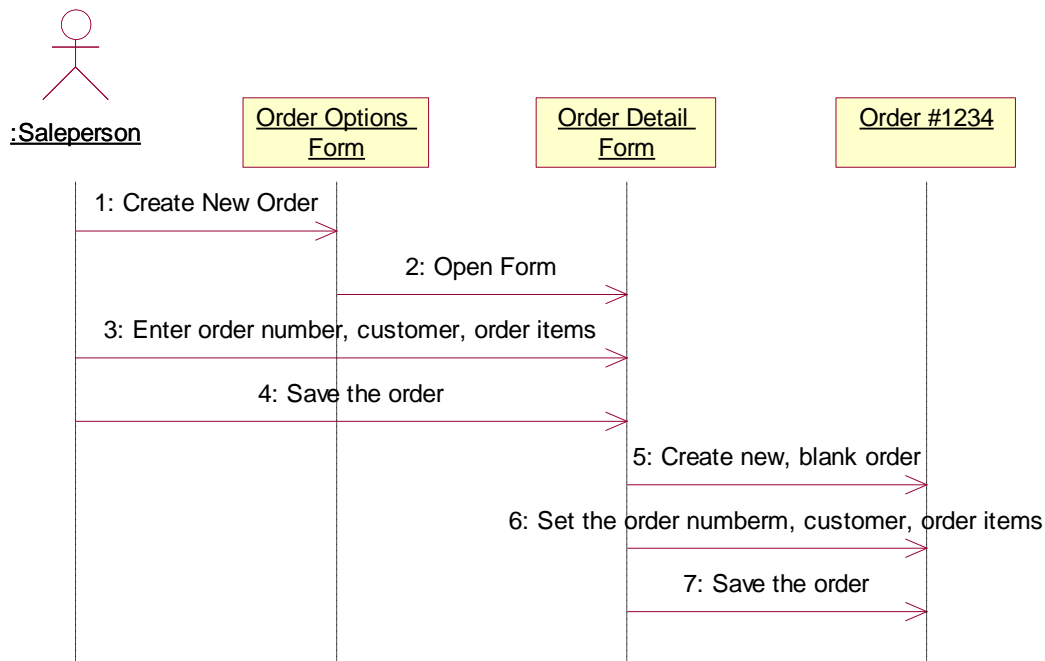 :Saleperson
Order Options
Form
Order Detail
Form
Order #1234
1: Create New Order
2: Open Form
3: Enter order number, customer, order items
4: Save the order
5: Create new, blank order
6: Set the order numberm, customer, order items
7: Save the order